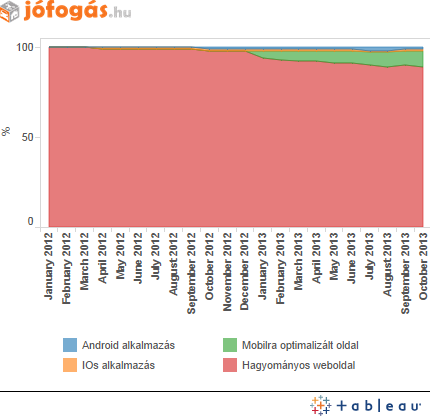 jófogás.hu
100
50
0
%
January 2012
February 2012
March 2012
April 2012
May 2012
June 2012
July 2012
August 2012
September 2012
October 2012
November 2012
December 2012
January 2013
February 2013
March 2013
April 2013
May 2013
June 2013
July 2013
August 2013
September 2013
October 2013
Android alkalmazás
Mobilra optimalizált oldal
IOs alkalmazás
Hagyományos weboldal
+ableau